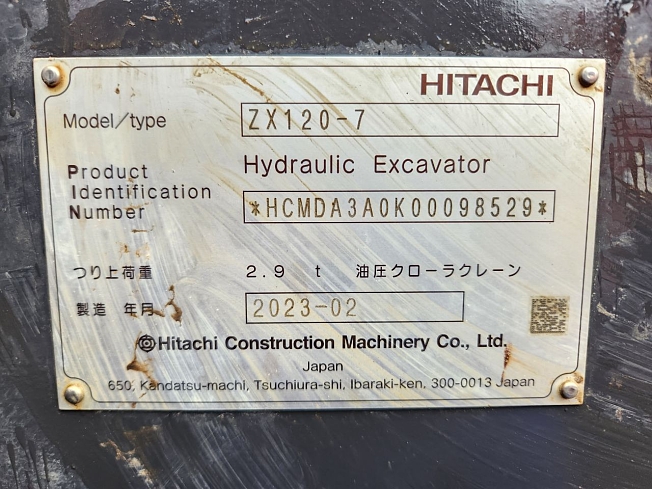 HITACHI
Model/type ZX120-7
Product Hydraulic Excavator
Identification
Number *HCMDA3A0K00098529*
つり上荷重 2.9 t 油圧クローラクレーン
製造 年月 2023-02
Hitachi Construction Machinery Co., Ltd.
Japan
650, Kandatsu-machi, Tsuchiura-shi, Ibaraki-ken, 300-0013 Japan